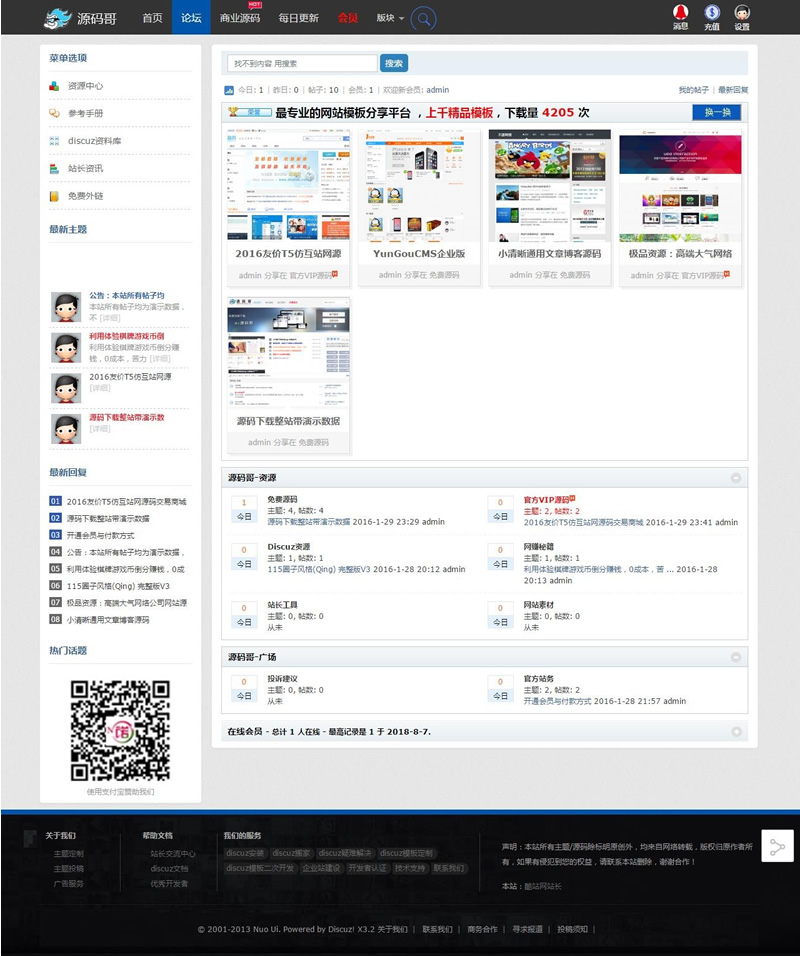 源码哥
首页
论坛
商业源码
HOT
每日更新
会员
版块
消息
充值
设置
菜单选项
资源中心
参考手册
discuz资料库
站长资讯
免费外链
最新主题
公告：本站所有帖子均
本站所有帖子均为演示数据，
不 [详细]
利用体验棋牌游戏币倒
利用体验棋牌游戏币倒分赚
钱，0成本，苦力 [详细]
2016友价T5仿互站网源
[详细]
源码下载整站带演示数
[详细]
最新回复
01 2016友价T5仿互站网源码交易商城
02 源码下载整站带演示数据
03 开通会员与付款方式
04 公告：本站所有帖子均为演示数据，
05 利用体验棋牌游戏币倒分赚钱，0成
06 115圈子风格(Qing) 完整版V3
07 极品资源：高端大气网络公司网站源
08 小清晰通用文章博客源码
热门话题
使用支付宝赞助我们
找不到内容 用搜索
搜索
今日: 1 | 昨日: 0 | 帖子: 10 | 会员: 1 | 欢迎新会员: admin
我的帖子 | 最新回复
最专业的网站模板分享平台 ，上千精品模板，下载量 4205 次
换一换
2016友价T5仿互站网源
admin 分享在 官方VIP源码
YunGouCMS企业版
admin 分享在 免费源码
小清晰通用文章博客源码
admin 分享在 免费源码
极品资源：高端大气网络
admin 分享在 官方VIP源码
源码下载整站带演示数据
admin 分享在 免费源码
源码哥-资源
1
今日
免费源码
主题: 4, 帖数: 4
源码下载整站带演示数据 2016-1-29 23:29 admin
0
今日
官方VIP源码
主题: 2, 帖数: 2
2016友价T5仿互站网源码交易商城 2016-1-29 23:41 admin
0
今日
Discuz资源
主题: 1, 帖数: 1
115圈子风格(Qing) 完整版V3 2016-1-28 20:12 admin
0
今日
网赚秘籍
主题: 1, 帖数: 1
利用体验棋牌游戏币倒分赚钱，0成本，苦 ... 2016-1-28
20:13 admin
0
今日
站长工具
主题: 0, 帖数: 0
从未
0
今日
网站素材
主题: 0, 帖数: 0
从未
源码哥-广场
0
今日
投诉建议
主题: 0, 帖数: 0
从未
0
今日
官方站务
主题: 2, 帖数: 2
开通会员与付款方式 2016-1-28 21:57 admin
在线会员 - 总计 1 人在线 - 最高记录是 1 于 2018-8-7.
关于我们
主题定制
主题投稿
广告服务
帮助文档
站长交流中心
discuz文档
优秀开发者
我们的服务
discuz安装 discuz搬家 discuz疑难解决 discuz模板定制
discuz模板二次开发 企业站建设 开发者认证 技术支持 联系我们
声明：本站所有主题/源码除标明原创外，均来自网络转载，版权归原作者所
有，如果有侵犯到您的权益，请联系本站删除，谢谢合作！
本站：酷站网站长
© 2001-2013 Nuo Ui. Powered by Discuz! X3.2 关于我们 | 联系我们 | 商务合作 | 寻求报道 | 投稿须知 |